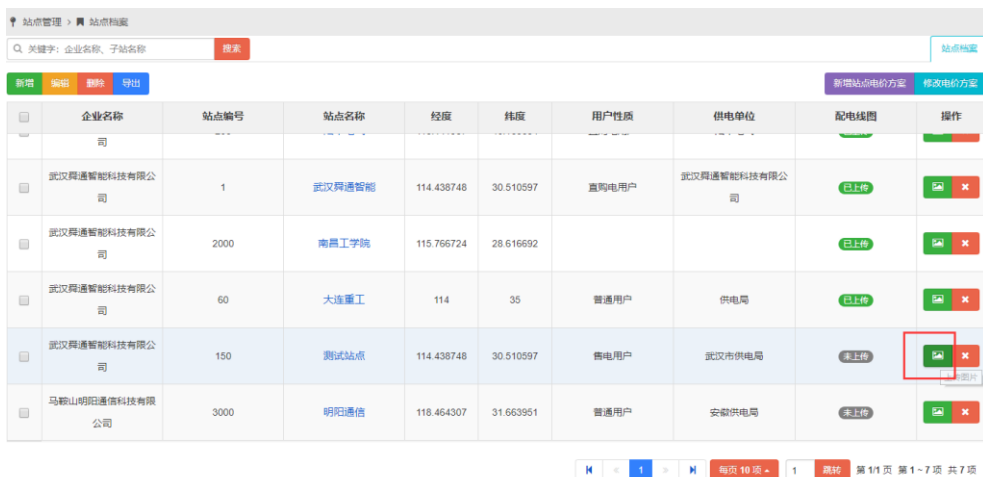 站点管理 > 站点档案
关键字：企业名称、子站名称 搜索 站点档案
新增 编辑 删除 导出 新增站点电价方案 修改电价方案
企业名称 站点编号 站点名称 经度 纬度 用户性质 供电单位 配电线图 操作
司
武汉舜通智能科技有限公
司
1 武汉舜通智能 114.438748 30.510597 直购电用户
武汉舜通智能科技有限公
司
已上传
武汉舜通智能科技有限公
司
2000 南昌工学院 115.766724 28.616692 已上传
武汉舜通智能科技有限公
司
60 大连重工 114 35 普通用户 供电局 已上传
武汉舜通智能科技有限公
司
150 测试站点 114.438748 30.510597 售电用户 武汉市供电局 未上传
上传图片
马鞍山明阳通信科技有限
公司
3000 明阳通信 118.464307 31.663951 普通用户 安徽供电局 未上传
1 每页 10 项 1 跳转 第 1/1 页 第 1 ~ 7 项 共 7 项